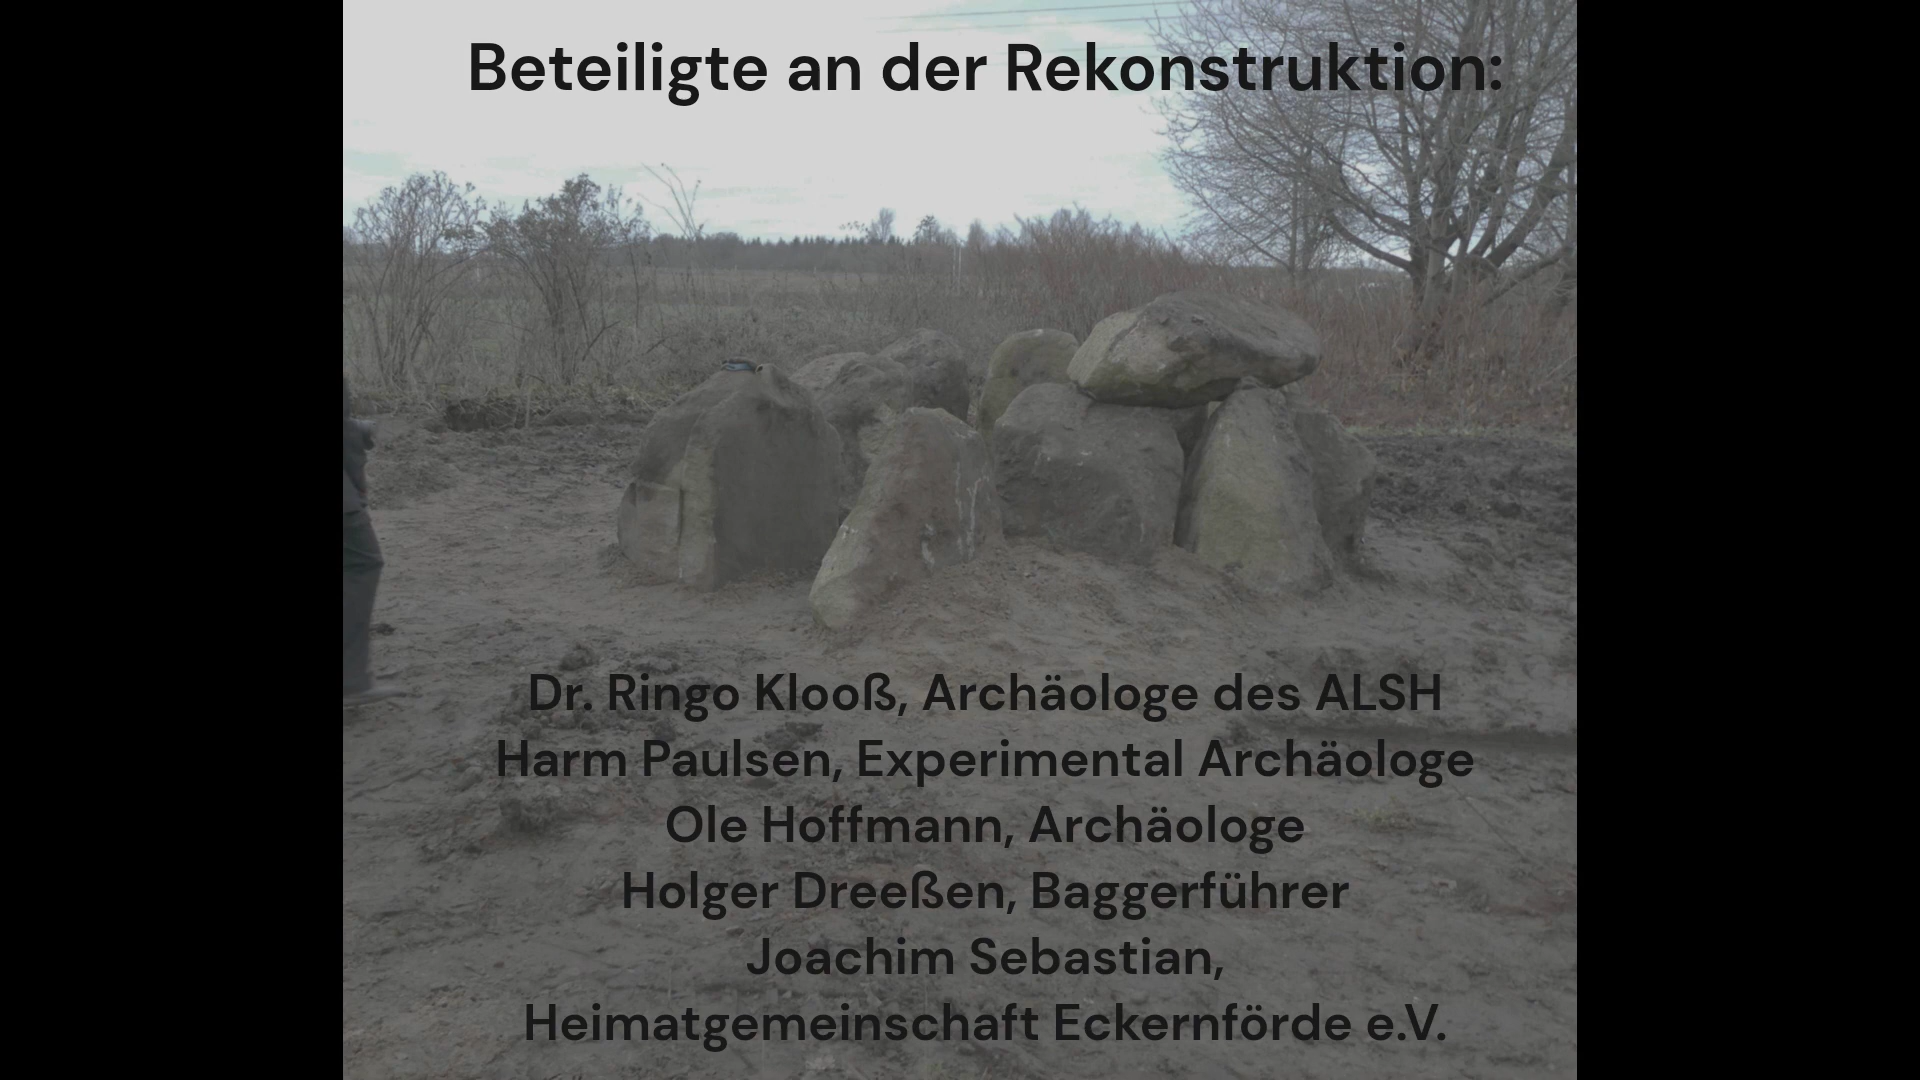 Beteiligte an der Rekonstruktion:
Dr. Ringo Klooß, Archäologe des ALSH
Harm Paulsen, Experimental Archäologe
Ole Hoffmann, Archäologe
Holger Dreeßen, Baggerführer
Joachim Sebastian,
Heimatgemeinschaft Eckernförde e.V.